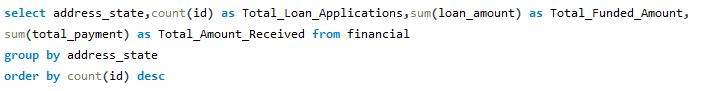 select address_state,count(id) as Total_Loan_Applications,sum(loan_amount) as Total_Funded_Amount,
sum(total_payment) as Total_Amount_Received from financial
group by address_state
order by count(id) desc